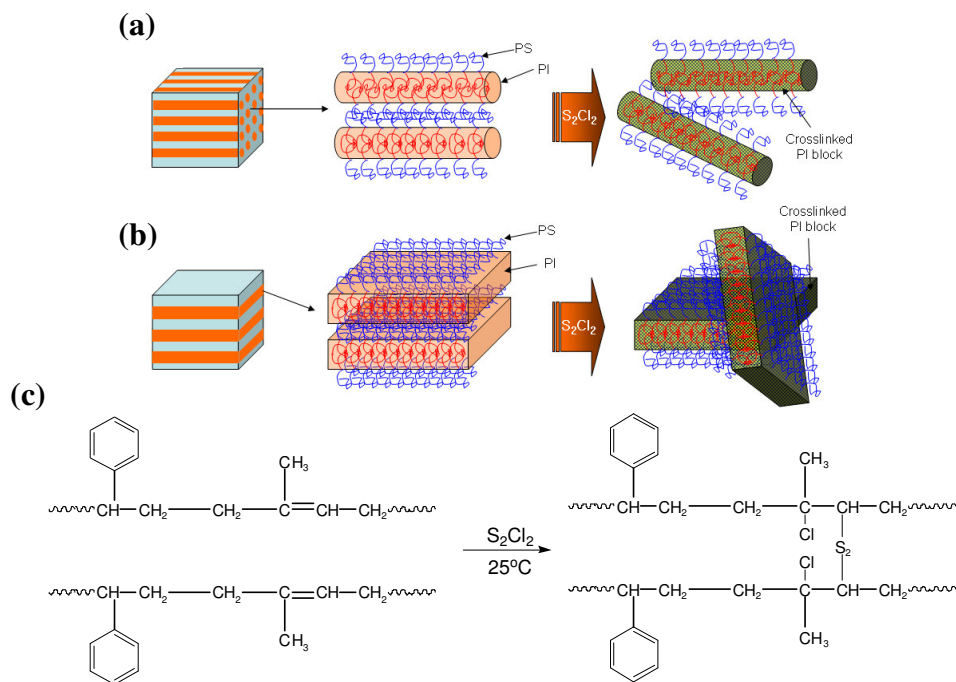 (a)
PS
PI
S₂Cl₂
Crosslinked
PI block
(b)
PS
PI
S₂Cl₂
Crosslinked
PI block
(c)
CH₃
CH CH₂ CH₂ C CH CH₂
S₂Cl₂
25°C
CH CH₂ CH₂ C CH CH₂
CH₃
CH₃
CH CH₂ CH₂ C CH CH₂
Cl
S₂
Cl
CH CH₂ CH₂ C CH CH₂
CH₃